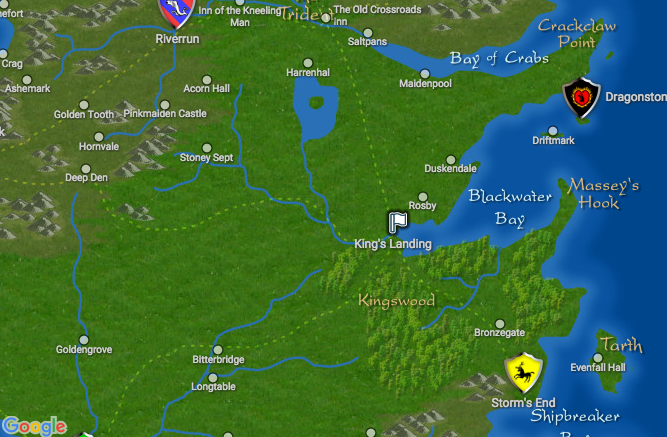 nefort
Inn of the Kneeling
Man
Trident
The Old Crossroads
Inn
Crackclaw
Point
Riverrun
Saltpans
Bay of Crabs
Crag
Harrenhal
Maidenpool
Ashemark
Acorn Hall
Dragonston
Golden Tooth
Pinkmaiden Castle
k
Hornvale
Driftmark
Stoney Sept
Duskendale
Deep Den
Massey's
Hook
Blackwater
Bay
Rosby
King's Landing
Kingswood
Bronzegate
Goldengrove
Tarth
Bitterbridge
Evenfall Hall
Longtable
Storm's End
Shipbreaker
Google